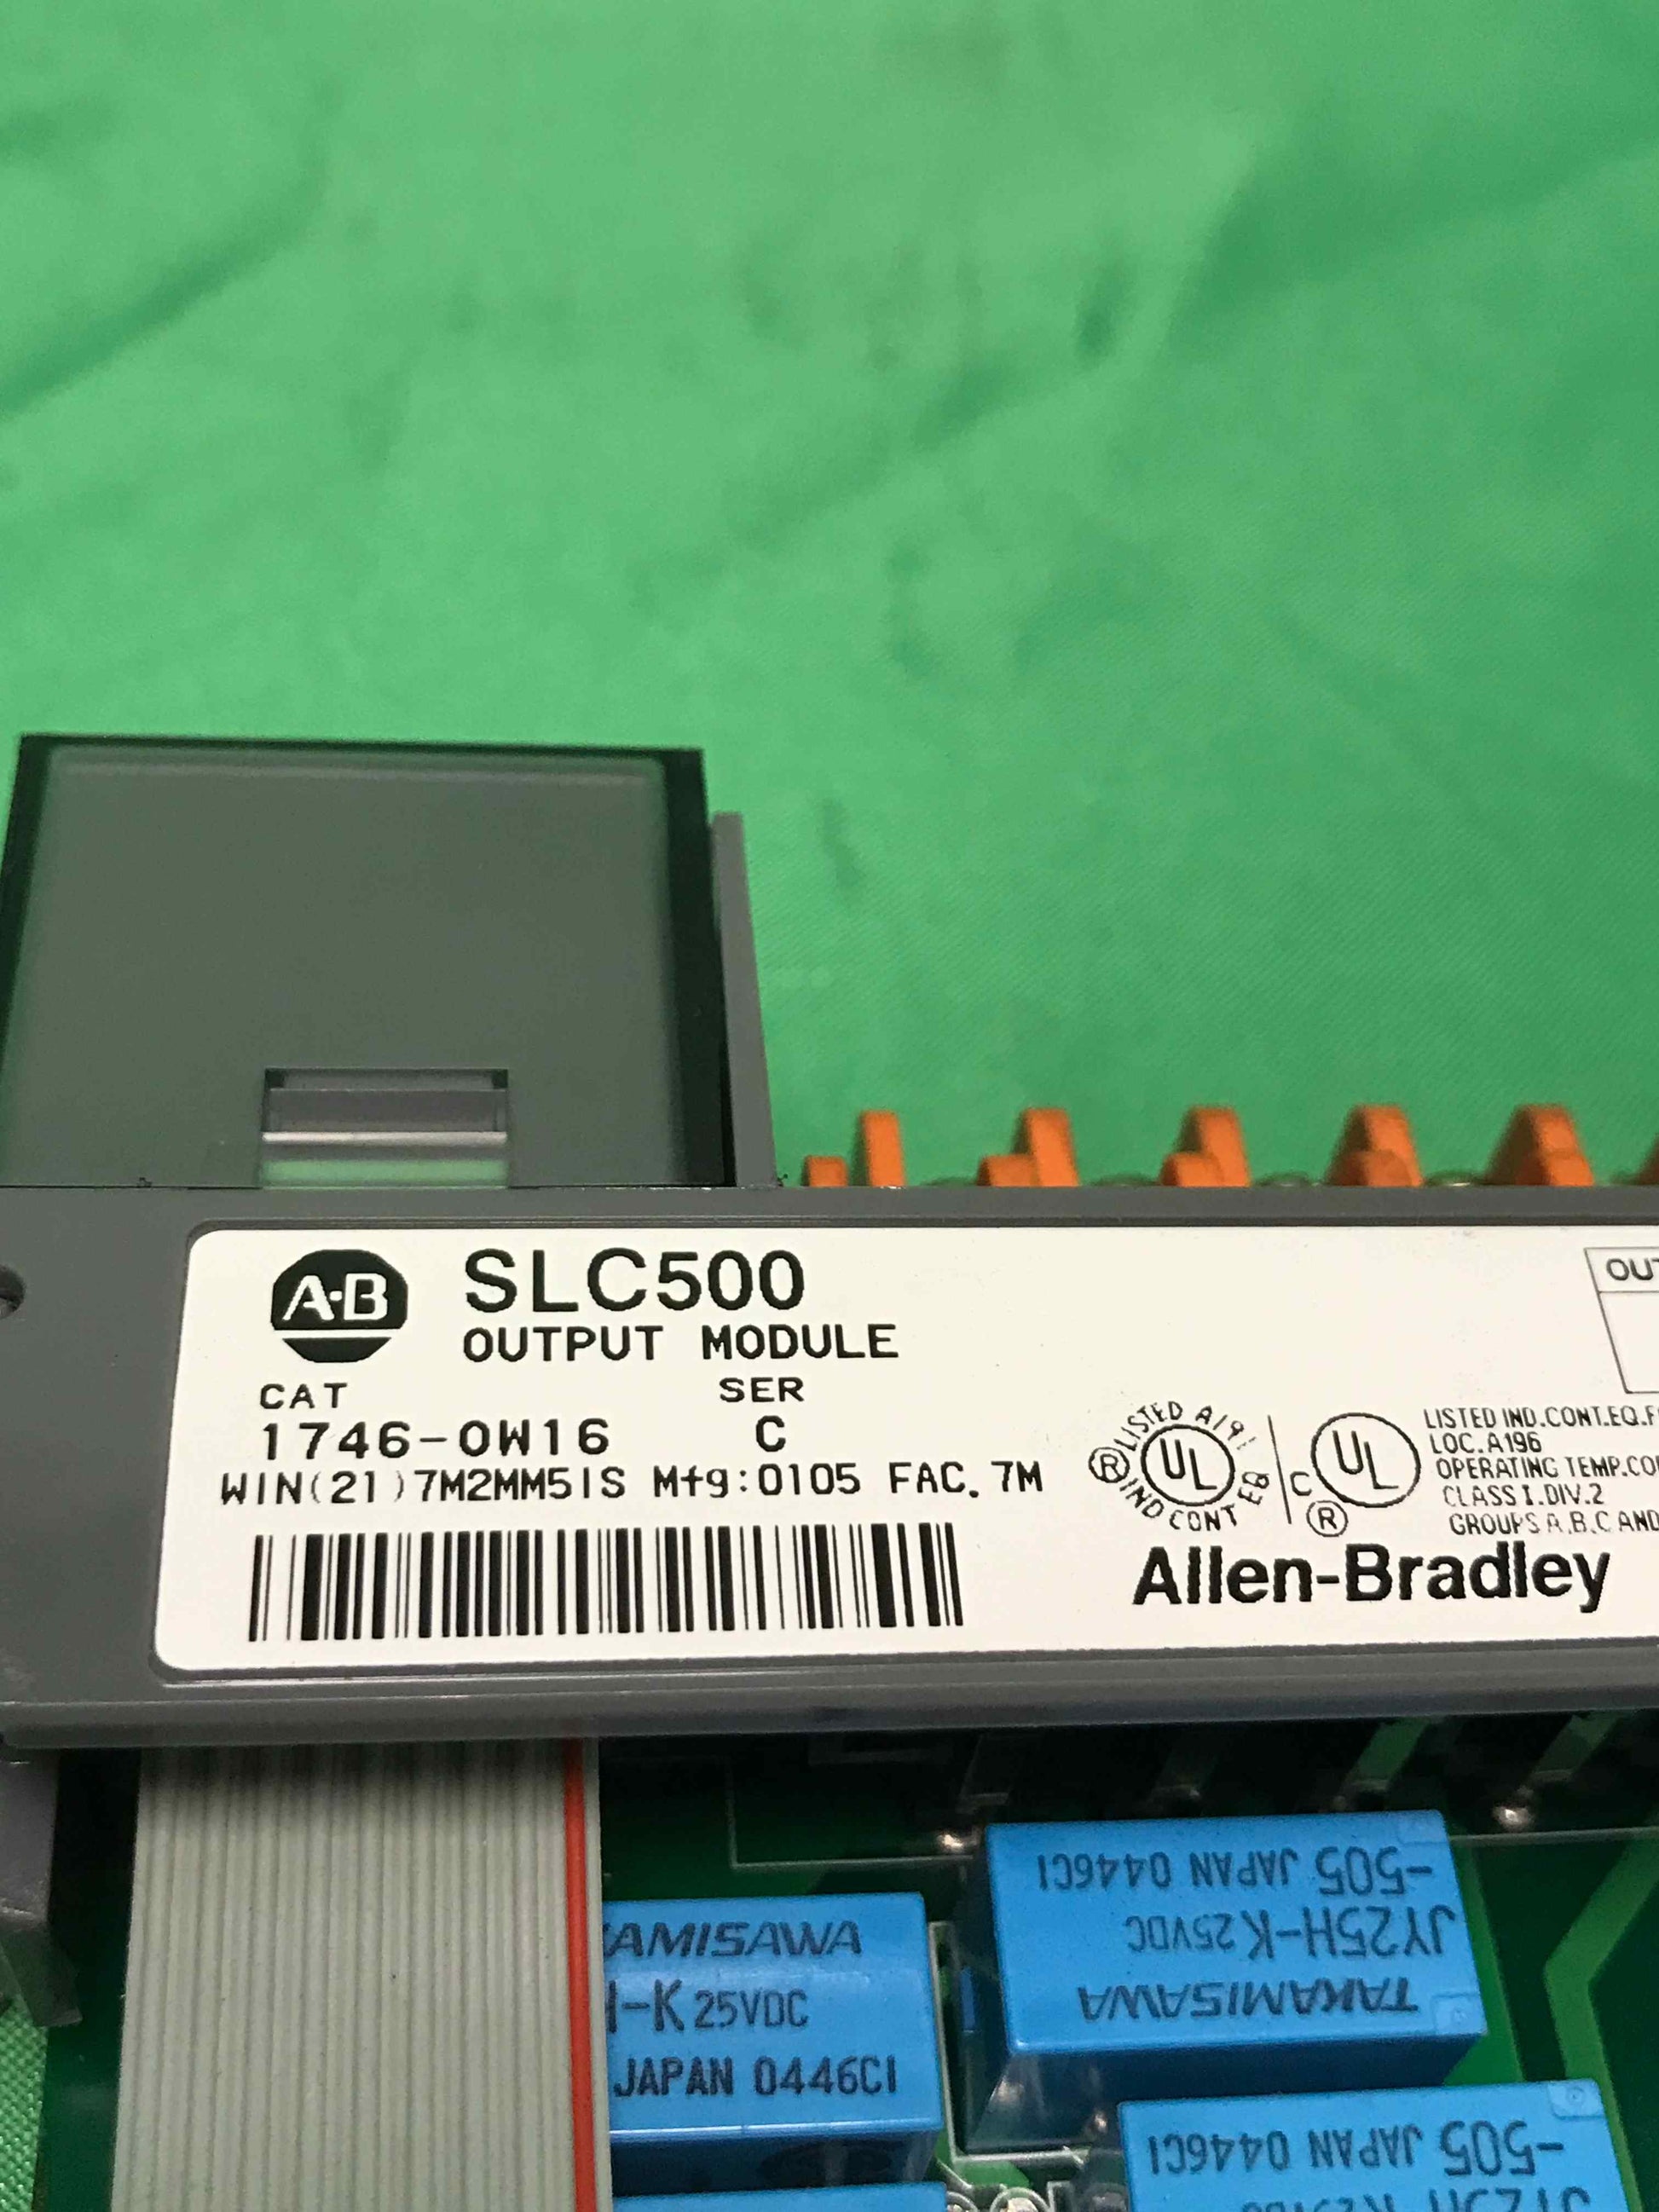 A·B
SLC500
OUTPUT MODULE
CAT SER
1746-OW16 C
WIN(21)7M2MM5IS Mfg:0105 FAC. 7M
LISTED A196
IND CONT EQ
UL
®
C UL
®
LISTED IND.CONT.EQ.F
LOC.A196
OPERATING TEMP.CO
CLASS I.DIV.2
GROUPS A.B.C AND
Allen-Bradley
OUT
AMISAWA
-K 25VDC
JAPAN 0446CI
TAKAMISAWA
JY25H-K 25VDC
-505 JAPAN 0446CI
-505 JAPAN 0446CI